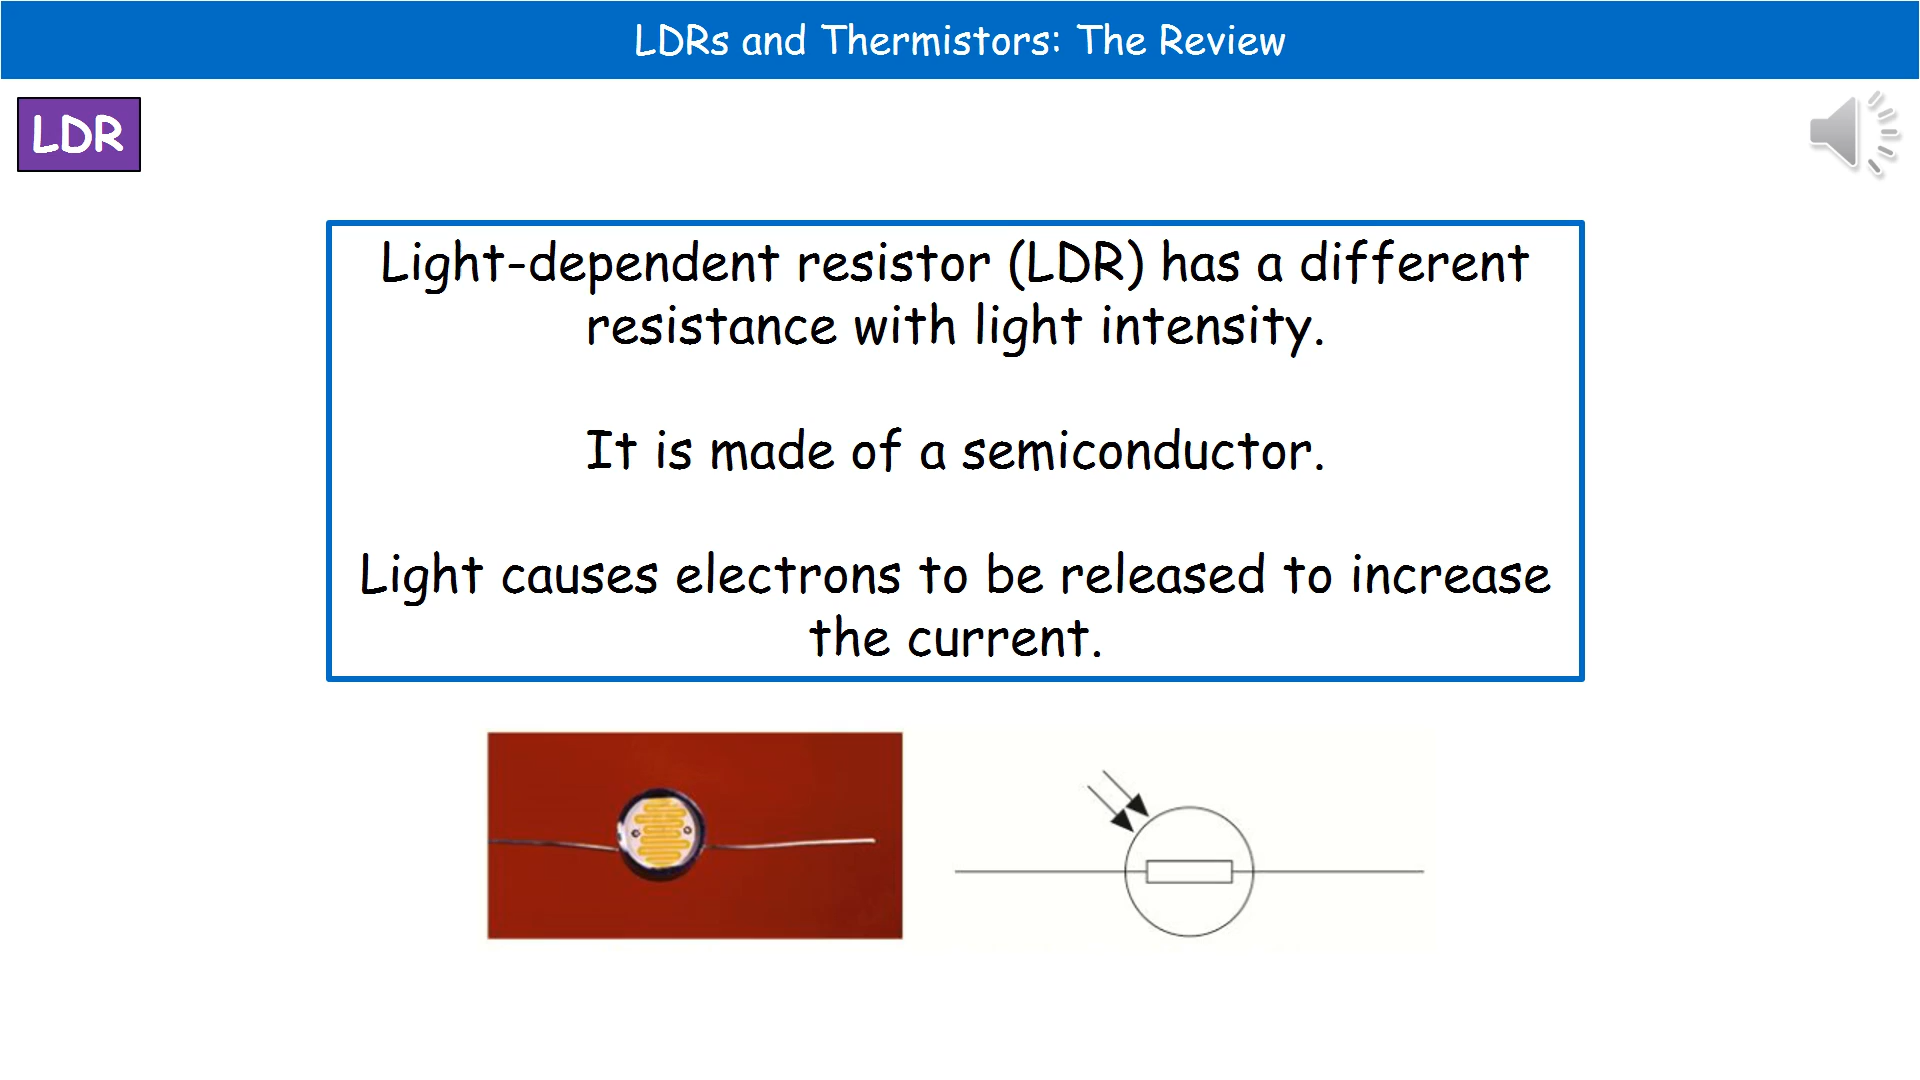 LDRs and Thermistors: The Review
LDR
Light-dependent resistor (LDR) has a different
resistance with light intensity.
It is made of a semiconductor.
Light causes electrons to be released to increase
the current.